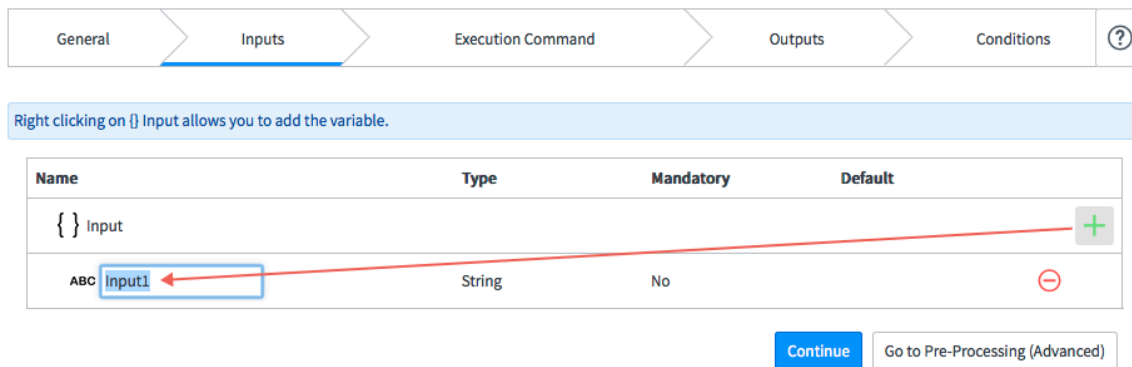 General Inputs Execution Command Outputs Conditions ?
Right clicking on {} Input allows you to add the variable.
Name Type Mandatory Default
{ } Input
ABC Input1 String No
Continue Go to Pre-Processing (Advanced)